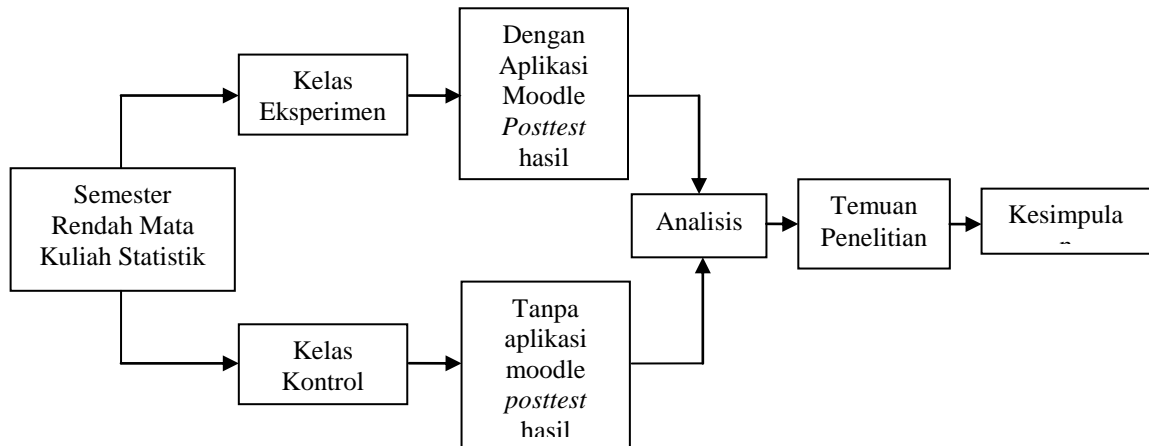 Dengan
Aplikasi
Moodle
Posttest
hasil
Kelas
Eksperimen
Semester
Rendah Mata
Kuliah Statistik
Analisis
Temuan
Penelitian
Kesimpula
n
Kelas
Kontrol
Tanpa
aplikasi
moodle
posttest
hasil